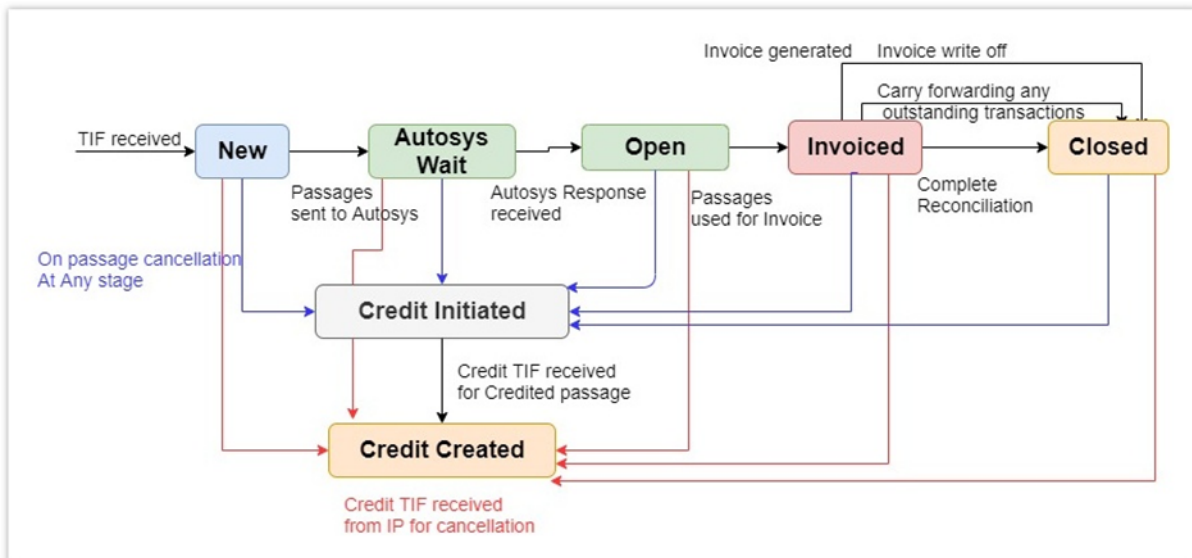 Invoice generated
Invoice write off
Carry forwarding any
outstanding transactions
TIF received
New
Autosys
Wait
Open
Invoiced
Closed
Passages
sent to Autosys
Autosys Response
received
Passages
used for Invoice
Complete
Reconciliation
On passage cancellation
At Any stage
Credit Initiated
Credit TIF received
for Credited passage
Credit Created
Credit TIF received
from IP for cancellation